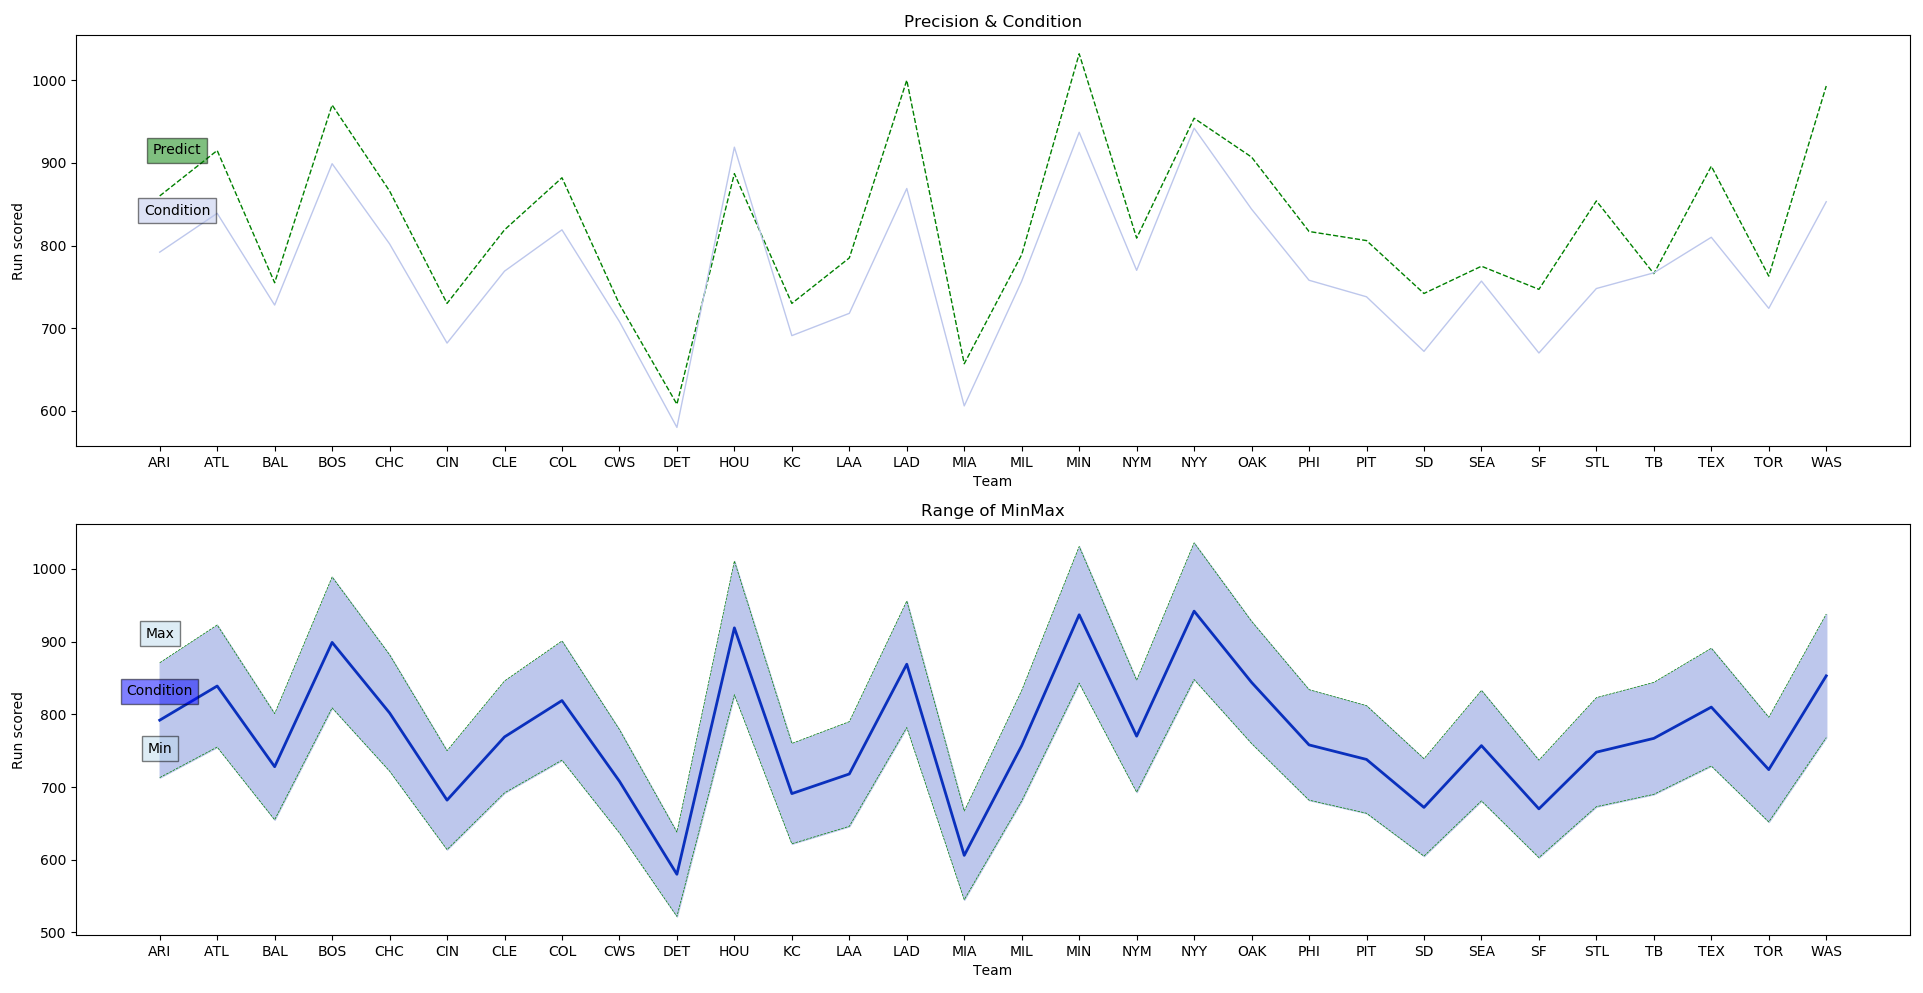 Precision & Condition
Run scored
1000
900
800
700
600
Predict
Condition
ARI ATL BAL BOS CHC CIN CLE COL CWS DET HOU KC LAA LAD MIA MIL MIN NYM NYY OAK PHI PIT SD SEA SF STL TB TEX TOR WAS
Team
Range of MinMax
Run scored
1000
900
800
700
600
500
Max
Condition
Min
ARI ATL BAL BOS CHC CIN CLE COL CWS DET HOU KC LAA LAD MIA MIL MIN NYM NYY OAK PHI PIT SD SEA SF STL TB TEX TOR WAS
Team